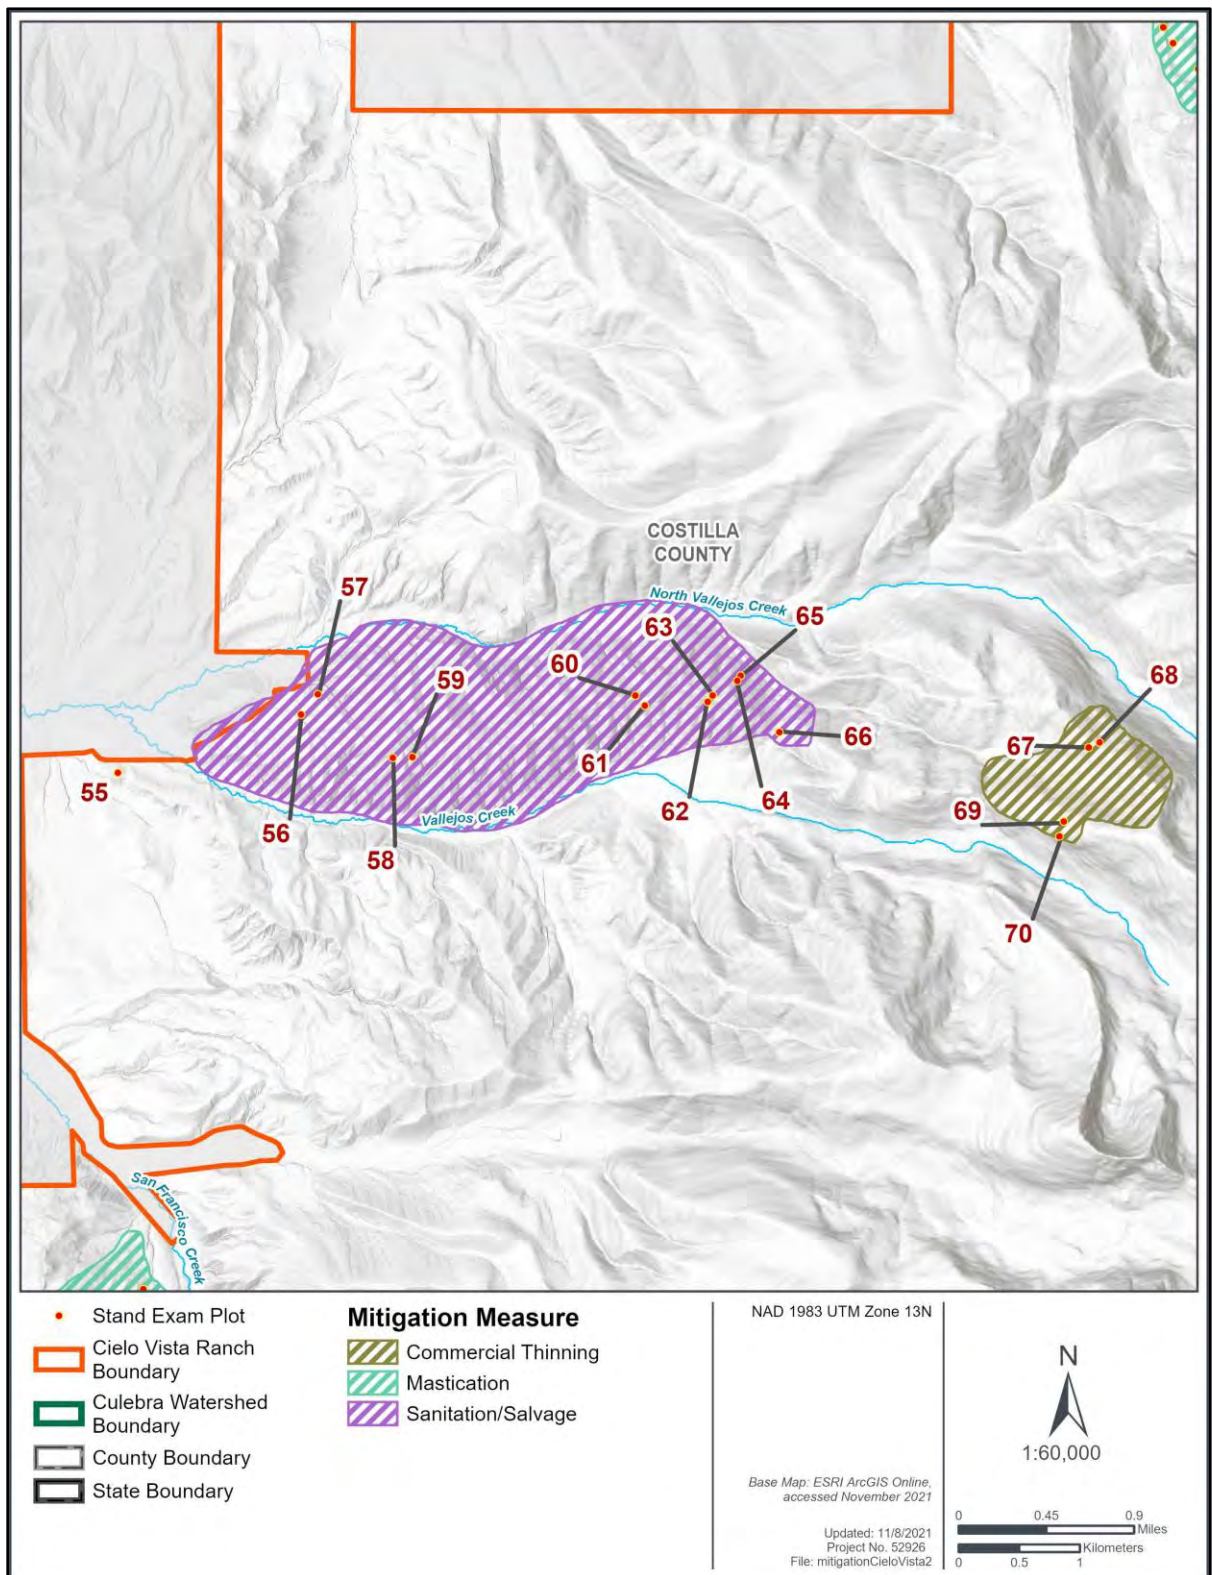 COSTILLA
COUNTY
57
North Vallejos Creek
65
63
60
59
68
67
66
61
55
69
64
62
Vallejos Creek
56
58
70
San Francisco Creek
Stand Exam Plot
Cielo Vista Ranch
Boundary
Culebra Watershed
Boundary
County Boundary
State Boundary
Mitigation Measure
Commercial Thinning
Mastication
Sanitation/Salvage
NAD 1983 UTM Zone 13N
Base Map: ESRI ArcGIS Online,
accessed November 2021
Updated: 11/8/2021
Project No. 52926
File: mitigationCieloVista2
N
1:60,000
0 0.45 0.9
Miles
Kilometers
0 0.5 1